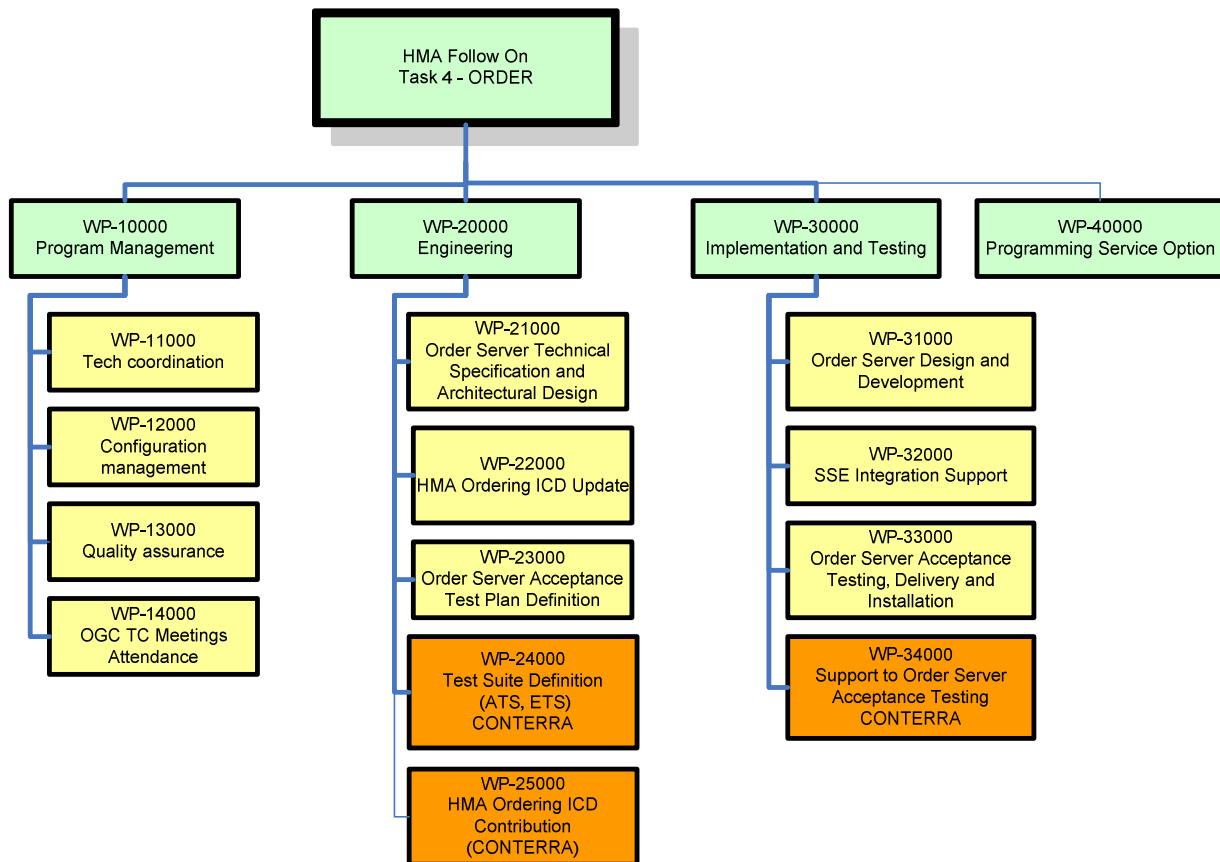 HMA Follow On
Task 4 - ORDER
WP-10000
Program Management
WP-20000
Engineering
WP-30000
Implementation and Testing
WP-40000
Programming Service Option
WP-11000
Tech coordination
WP-12000
Configuration
management
WP-13000
Quality assurance
WP-14000
OGC TC Meetings
Attendance
WP-21000
Order Server Technical
Specification and
Architectural Design
WP-22000
HMA Ordering ICD Update
WP-23000
Order Server Acceptance
Test Plan Definition
WP-24000
Test Suite Definition
(ATS, ETS)
CONTERRA
WP-25000
HMA Ordering ICD
Contribution
(CONTERRA)
WP-31000
Order Server Design and
Development
WP-32000
SSE Integration Support
WP-33000
Order Server Acceptance
Testing, Delivery and
Installation
WP-34000
Support to Order Server
Acceptance Testing
CONTERRA